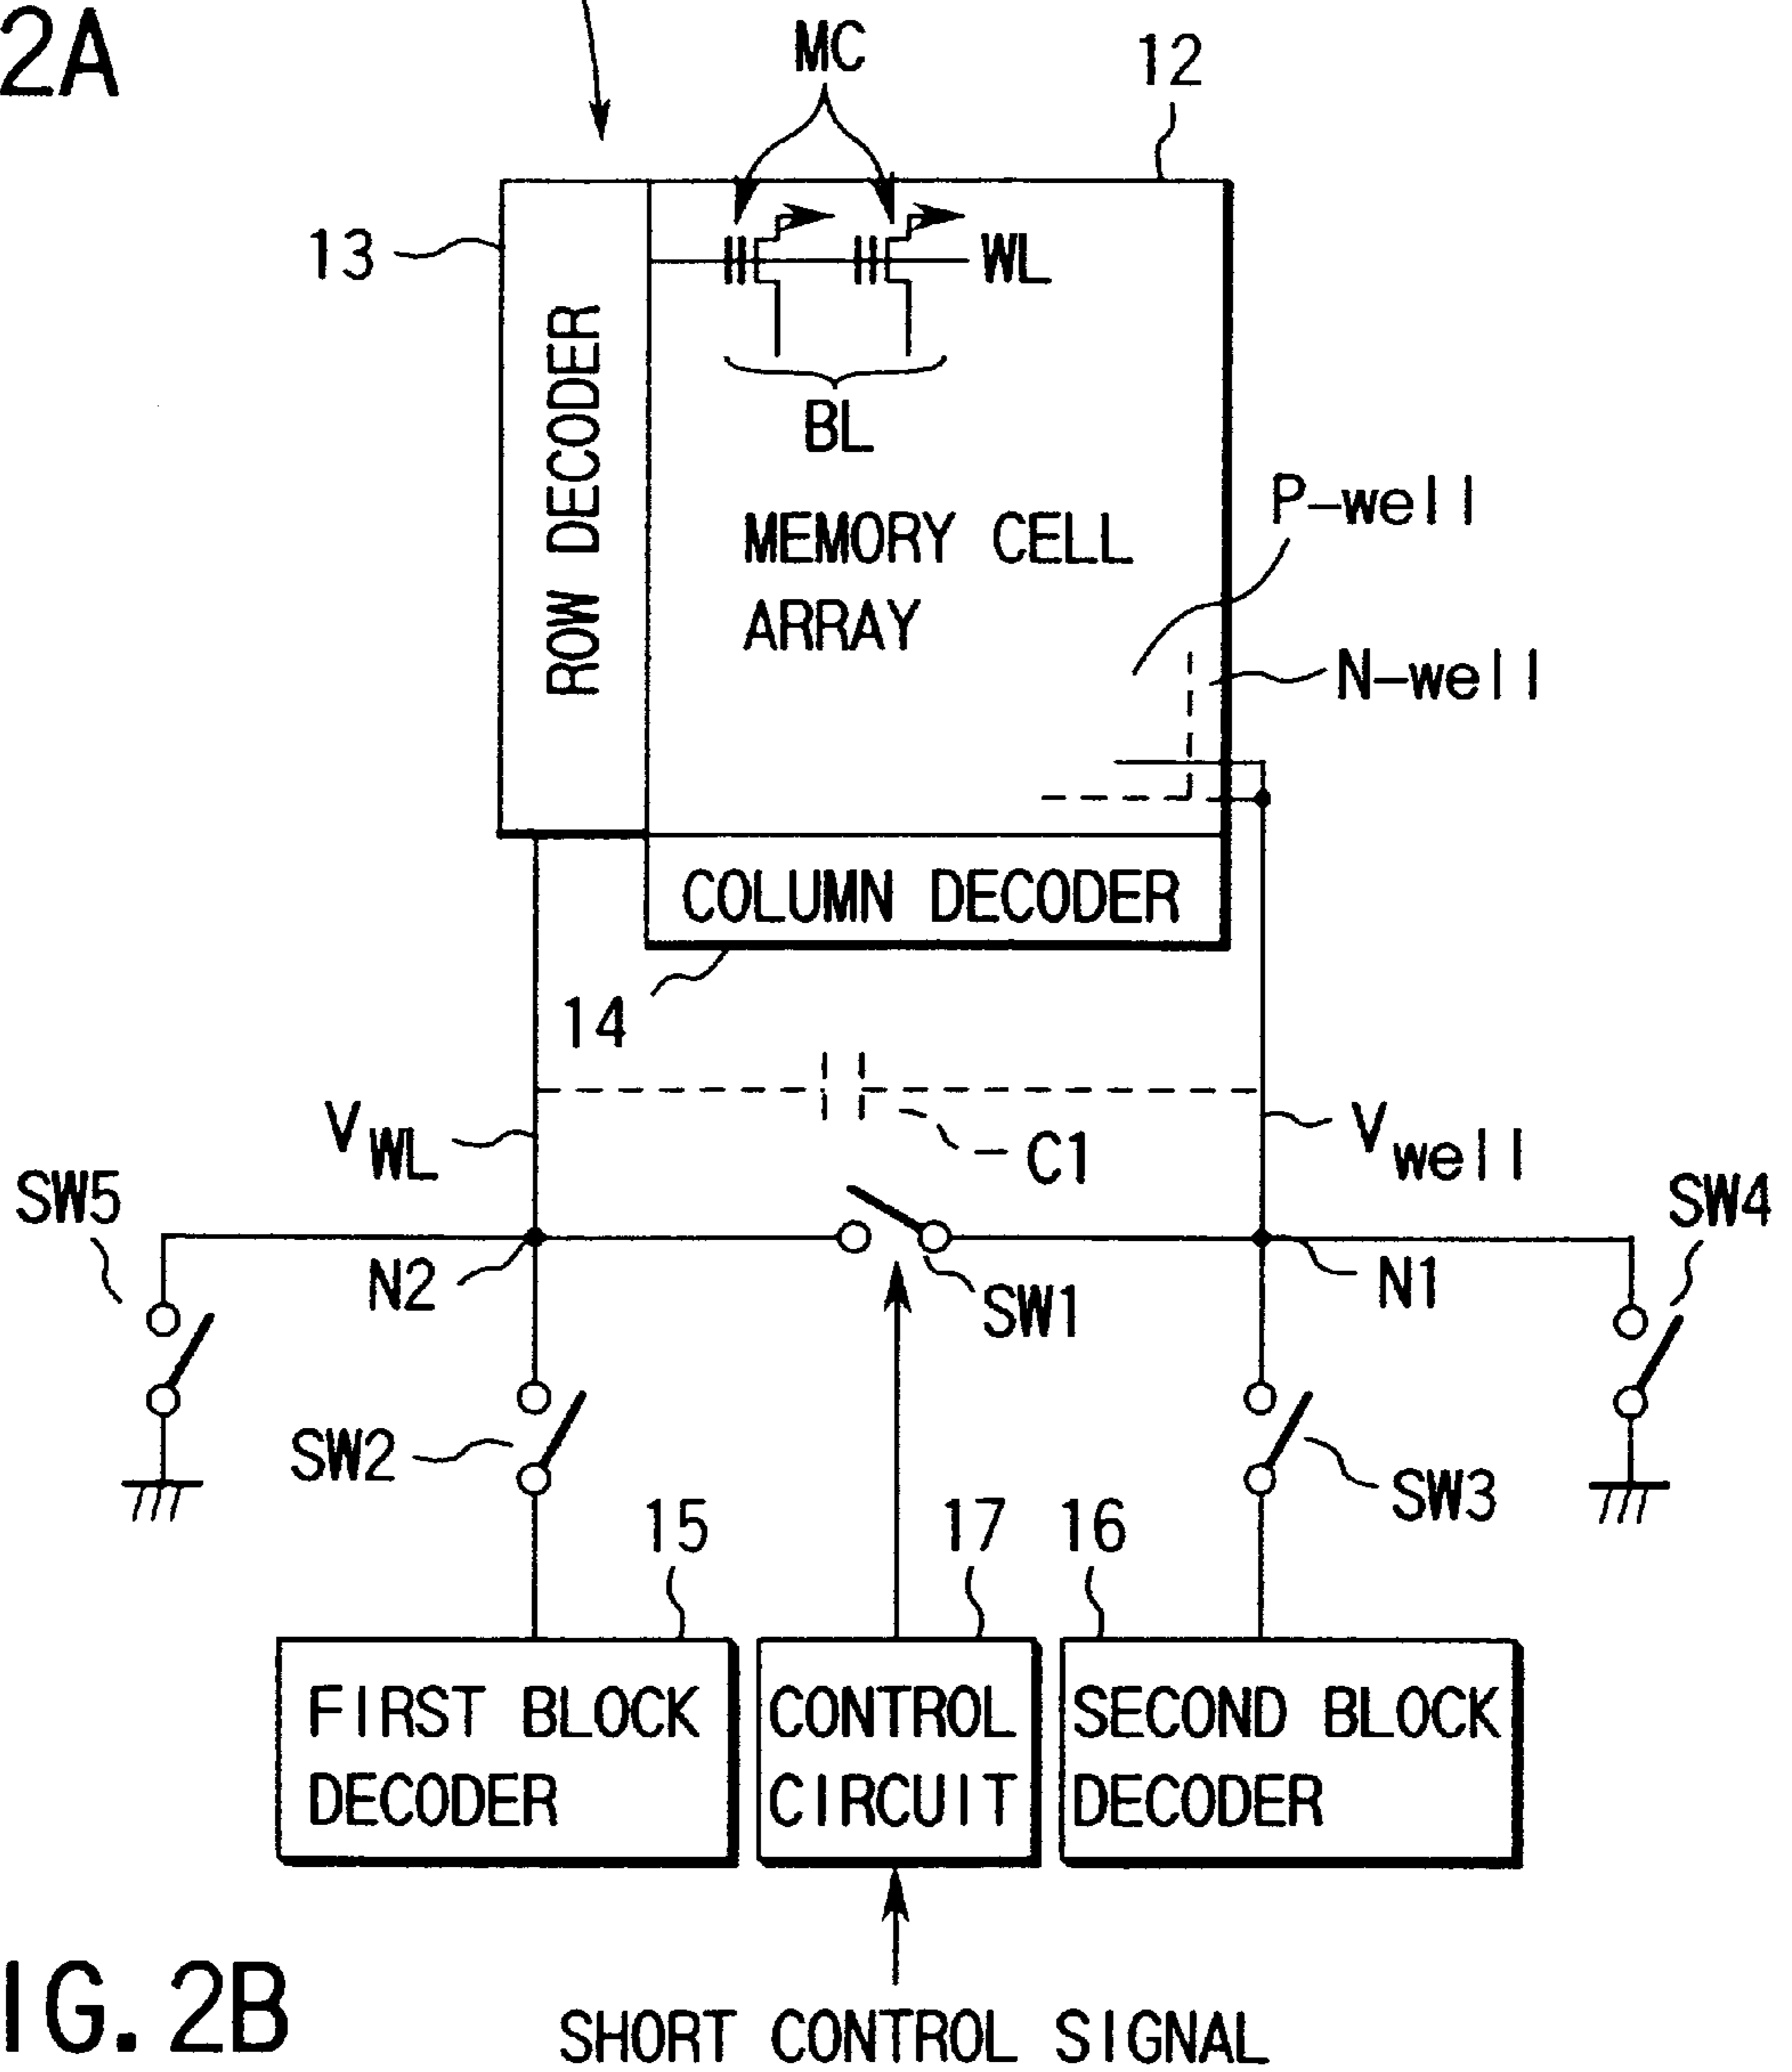 2A
MC
12
13
WL
BL
ROW DECODER
MEMORY CELL
ARRAY
P-well
N-well
COLUMN DECODER
14
VWL
C1
Vwell
SW5
SW4
N2
SW1
N1
SW2
SW3
15
17
16
FIRST BLOCK
DECODER
CONTROL
CIRCUIT
SECOND BLOCK
DECODER
IG. 2B
SHORT CONTROL SIGNAL